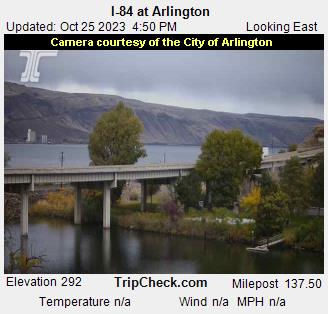 I-84 at Arlington
Updated: Oct 25 2023 4:50 PM Looking East
Camera courtesy of the City of Arlington
Elevation 292 TripCheck.com Milepost 137.50
Temperature n/a Wind n/a MPH n/a